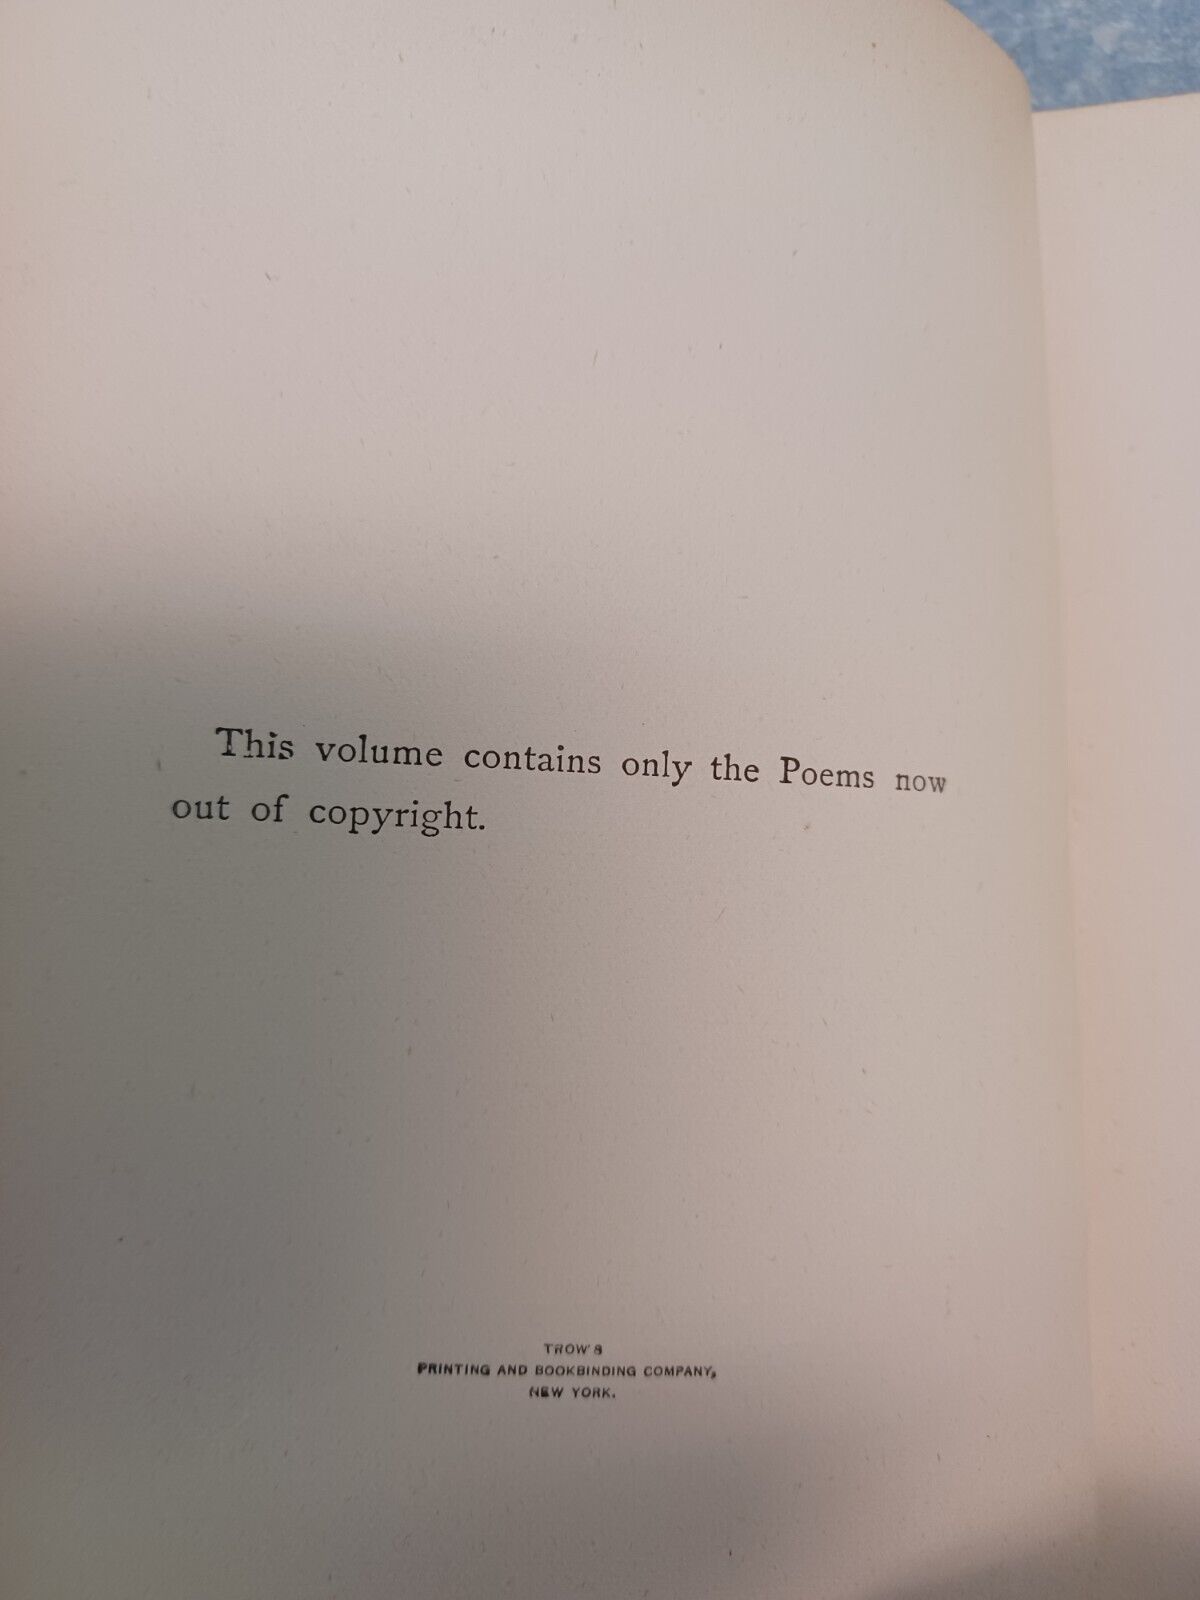 This volume contains only the Poems now
out of copyright.
TROW'S
PRINTING AND BOOKBINDING COMPANY,
NEW YORK.